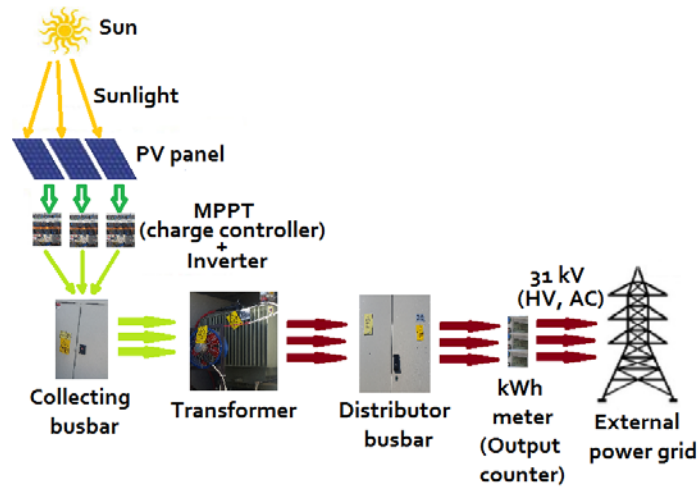 Sun
Sunlight
PV panel
MPPT
(charge controller)
+
Inverter
31 kV
(HV, AC)
Collecting
busbar
Transformer
Distributor
busbar
kWh
meter
(Output
counter)
External
power grid